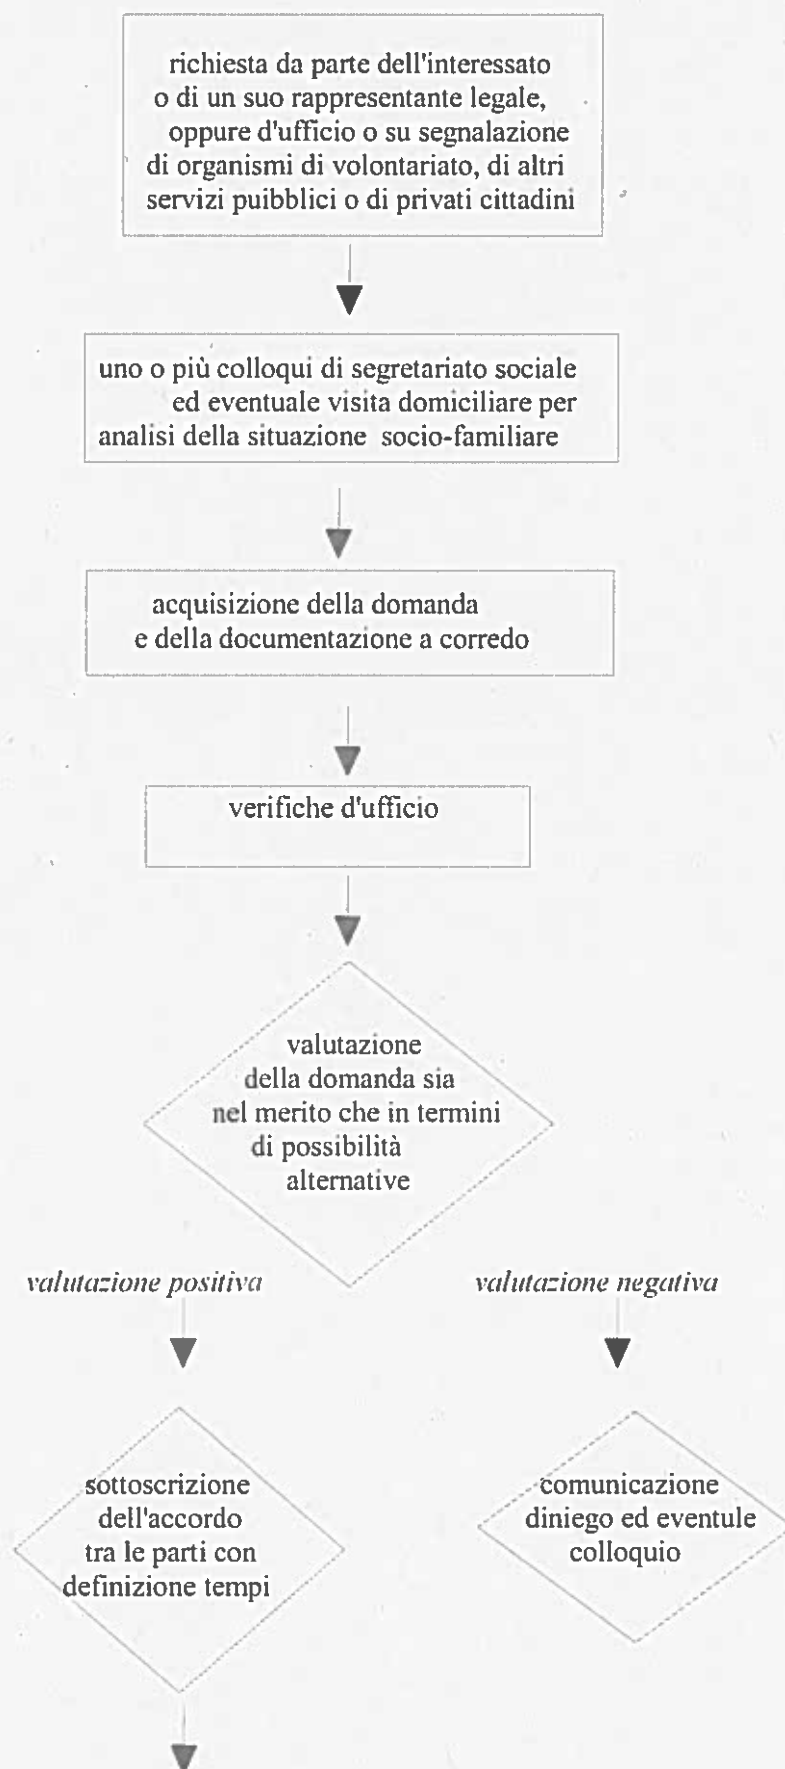 richiesta da parte dell'interessato
o di un suo rappresentante legale,
oppure d'ufficio o su segnalazione
di organismi di volontariato, di altri
servizi puibblici o di privati cittadini
uno o più colloqui di segretariato sociale
ed eventuale visita domiciliare per
analisi della situazione socio-familiare
acquisizione della domanda
e della documentazione a corredo
verifiche d'ufficio
valutazione
della domanda sia
nel merito che in termini
di possibilità
alternative
valutazione positiva
valutazione negativa
sottoscrizione
dell'accordo
tra le parti con
definizione tempi
comunicazione
diniego ed eventule
colloquio